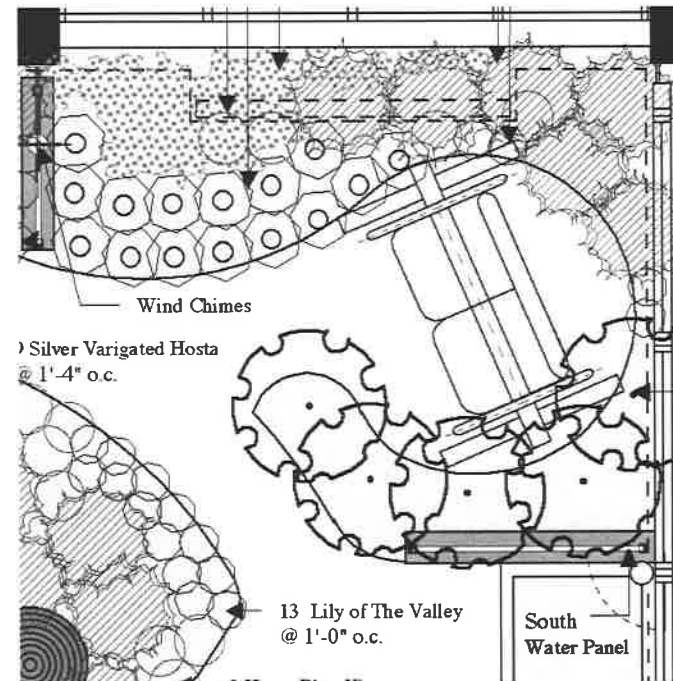 Wind Chimes
Silver Varigated Hosta
@ 1'-4" o.c.
13 Lily of The Valley
@ 1'-0" o.c.
South
Water Panel